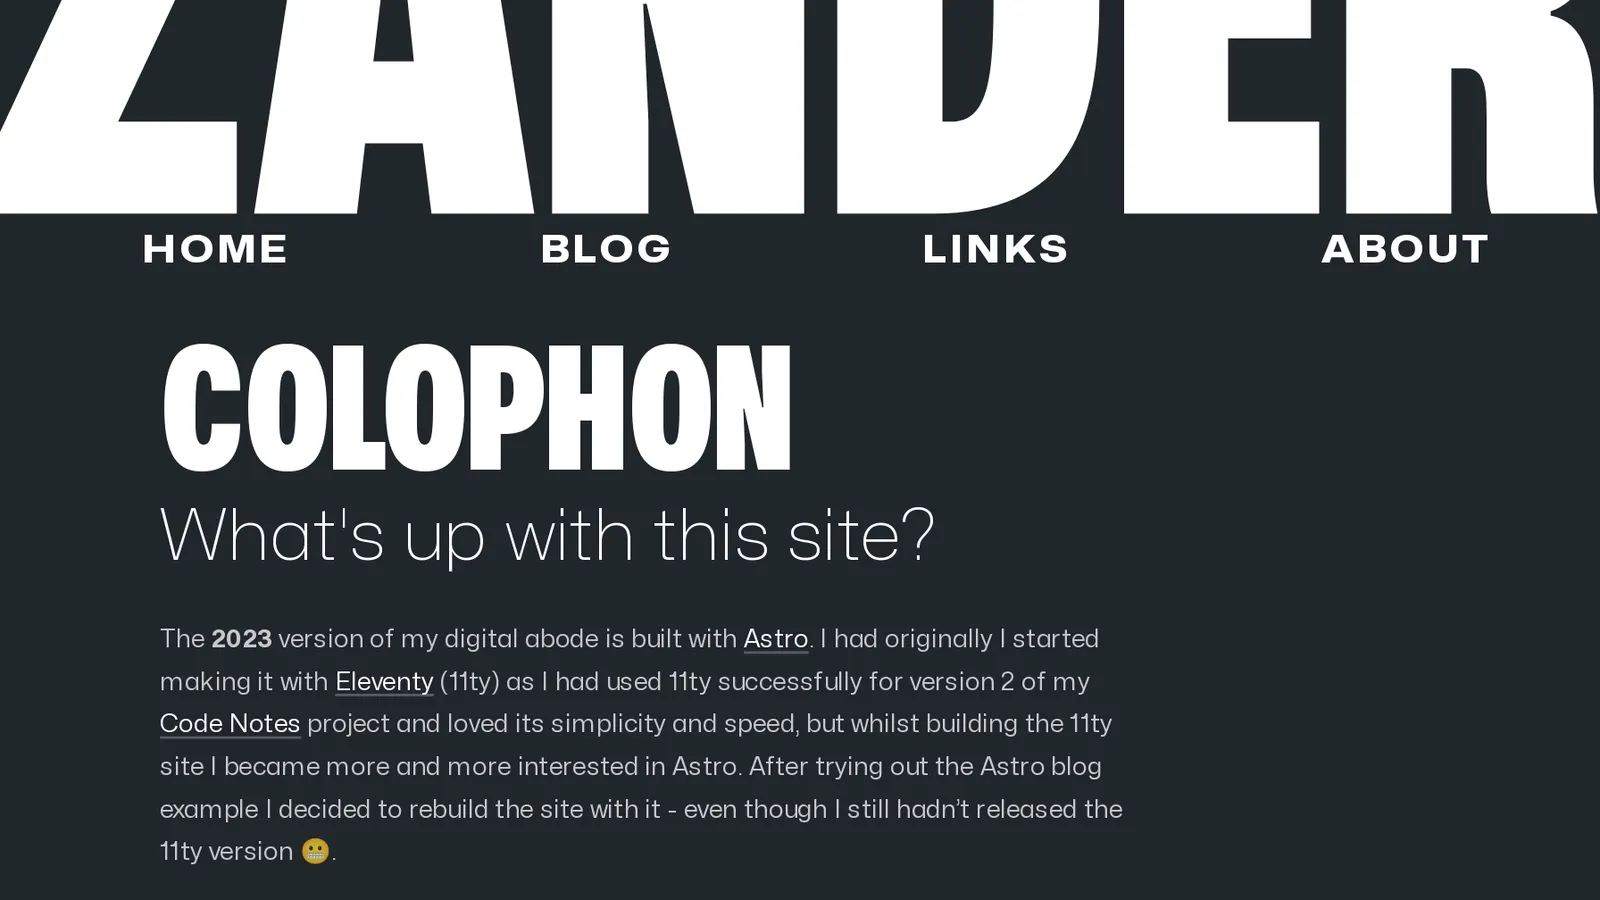 ZANDER
HOME BLOG LINKS ABOUT
COLOPHON
What's up with this site?
The 2023 version of my digital abode is built with Astro. I had originally I started
making it with Eleventy (11ty) as I had used 11ty successfully for version 2 of my
Code Notes project and loved its simplicity and speed, but whilst building the 11ty
site I became more and more interested in Astro. After trying out the Astro blog
example I decided to rebuild the site with it - even though I still hadn’t released the
11ty version 😬.